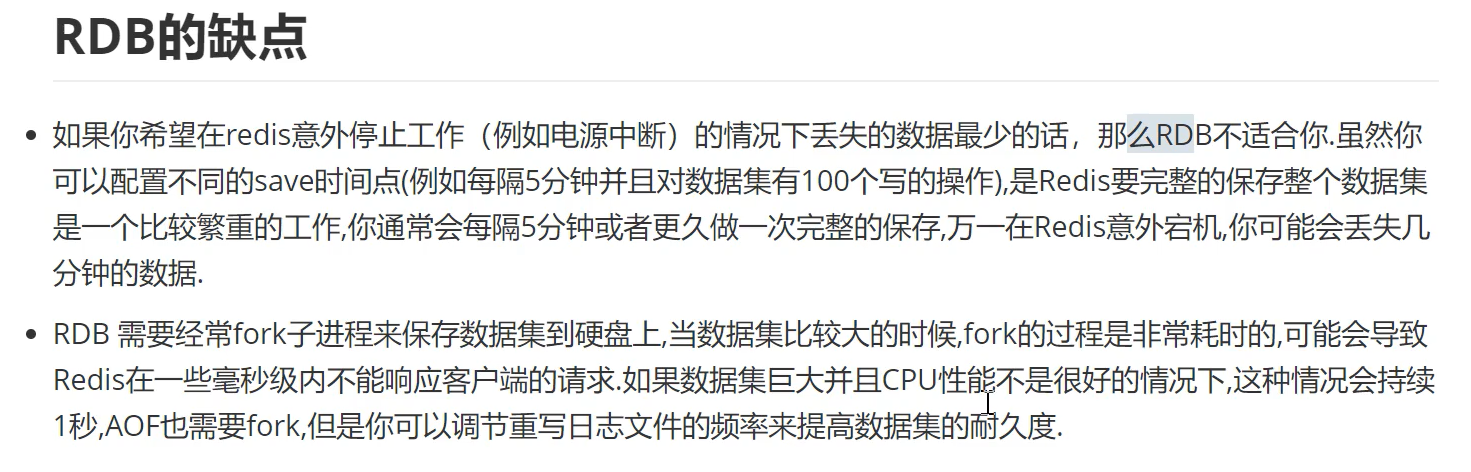 RDB的缺点
如果你希望在redis意外停止工作（例如电源中断）的情况下丢失的数据最少的话，那么RDB不适合你.虽然你
可以配置不同的save时间点(例如每隔5分钟并且对数据集有100个写的操作),是Redis要完整的保存整个数据集
是一个比较繁重的工作,你通常会每隔5分钟或者更久做一次完整的保存,万一在Redis意外宕机,你可能会丢失几
分钟的数据.
RDB 需要经常fork子进程来保存数据集到硬盘上,当数据集比较大的时候,fork的过程是非常耗时的,可能会导致
Redis在一些毫秒级内不能响应客户端的请求.如果数据集巨大并且CPU性能不是很好的情况下,这种情况会持续
1秒,AOF也需要fork,但是你可以调节重写日志文件的频率来提高数据集的耐久度.